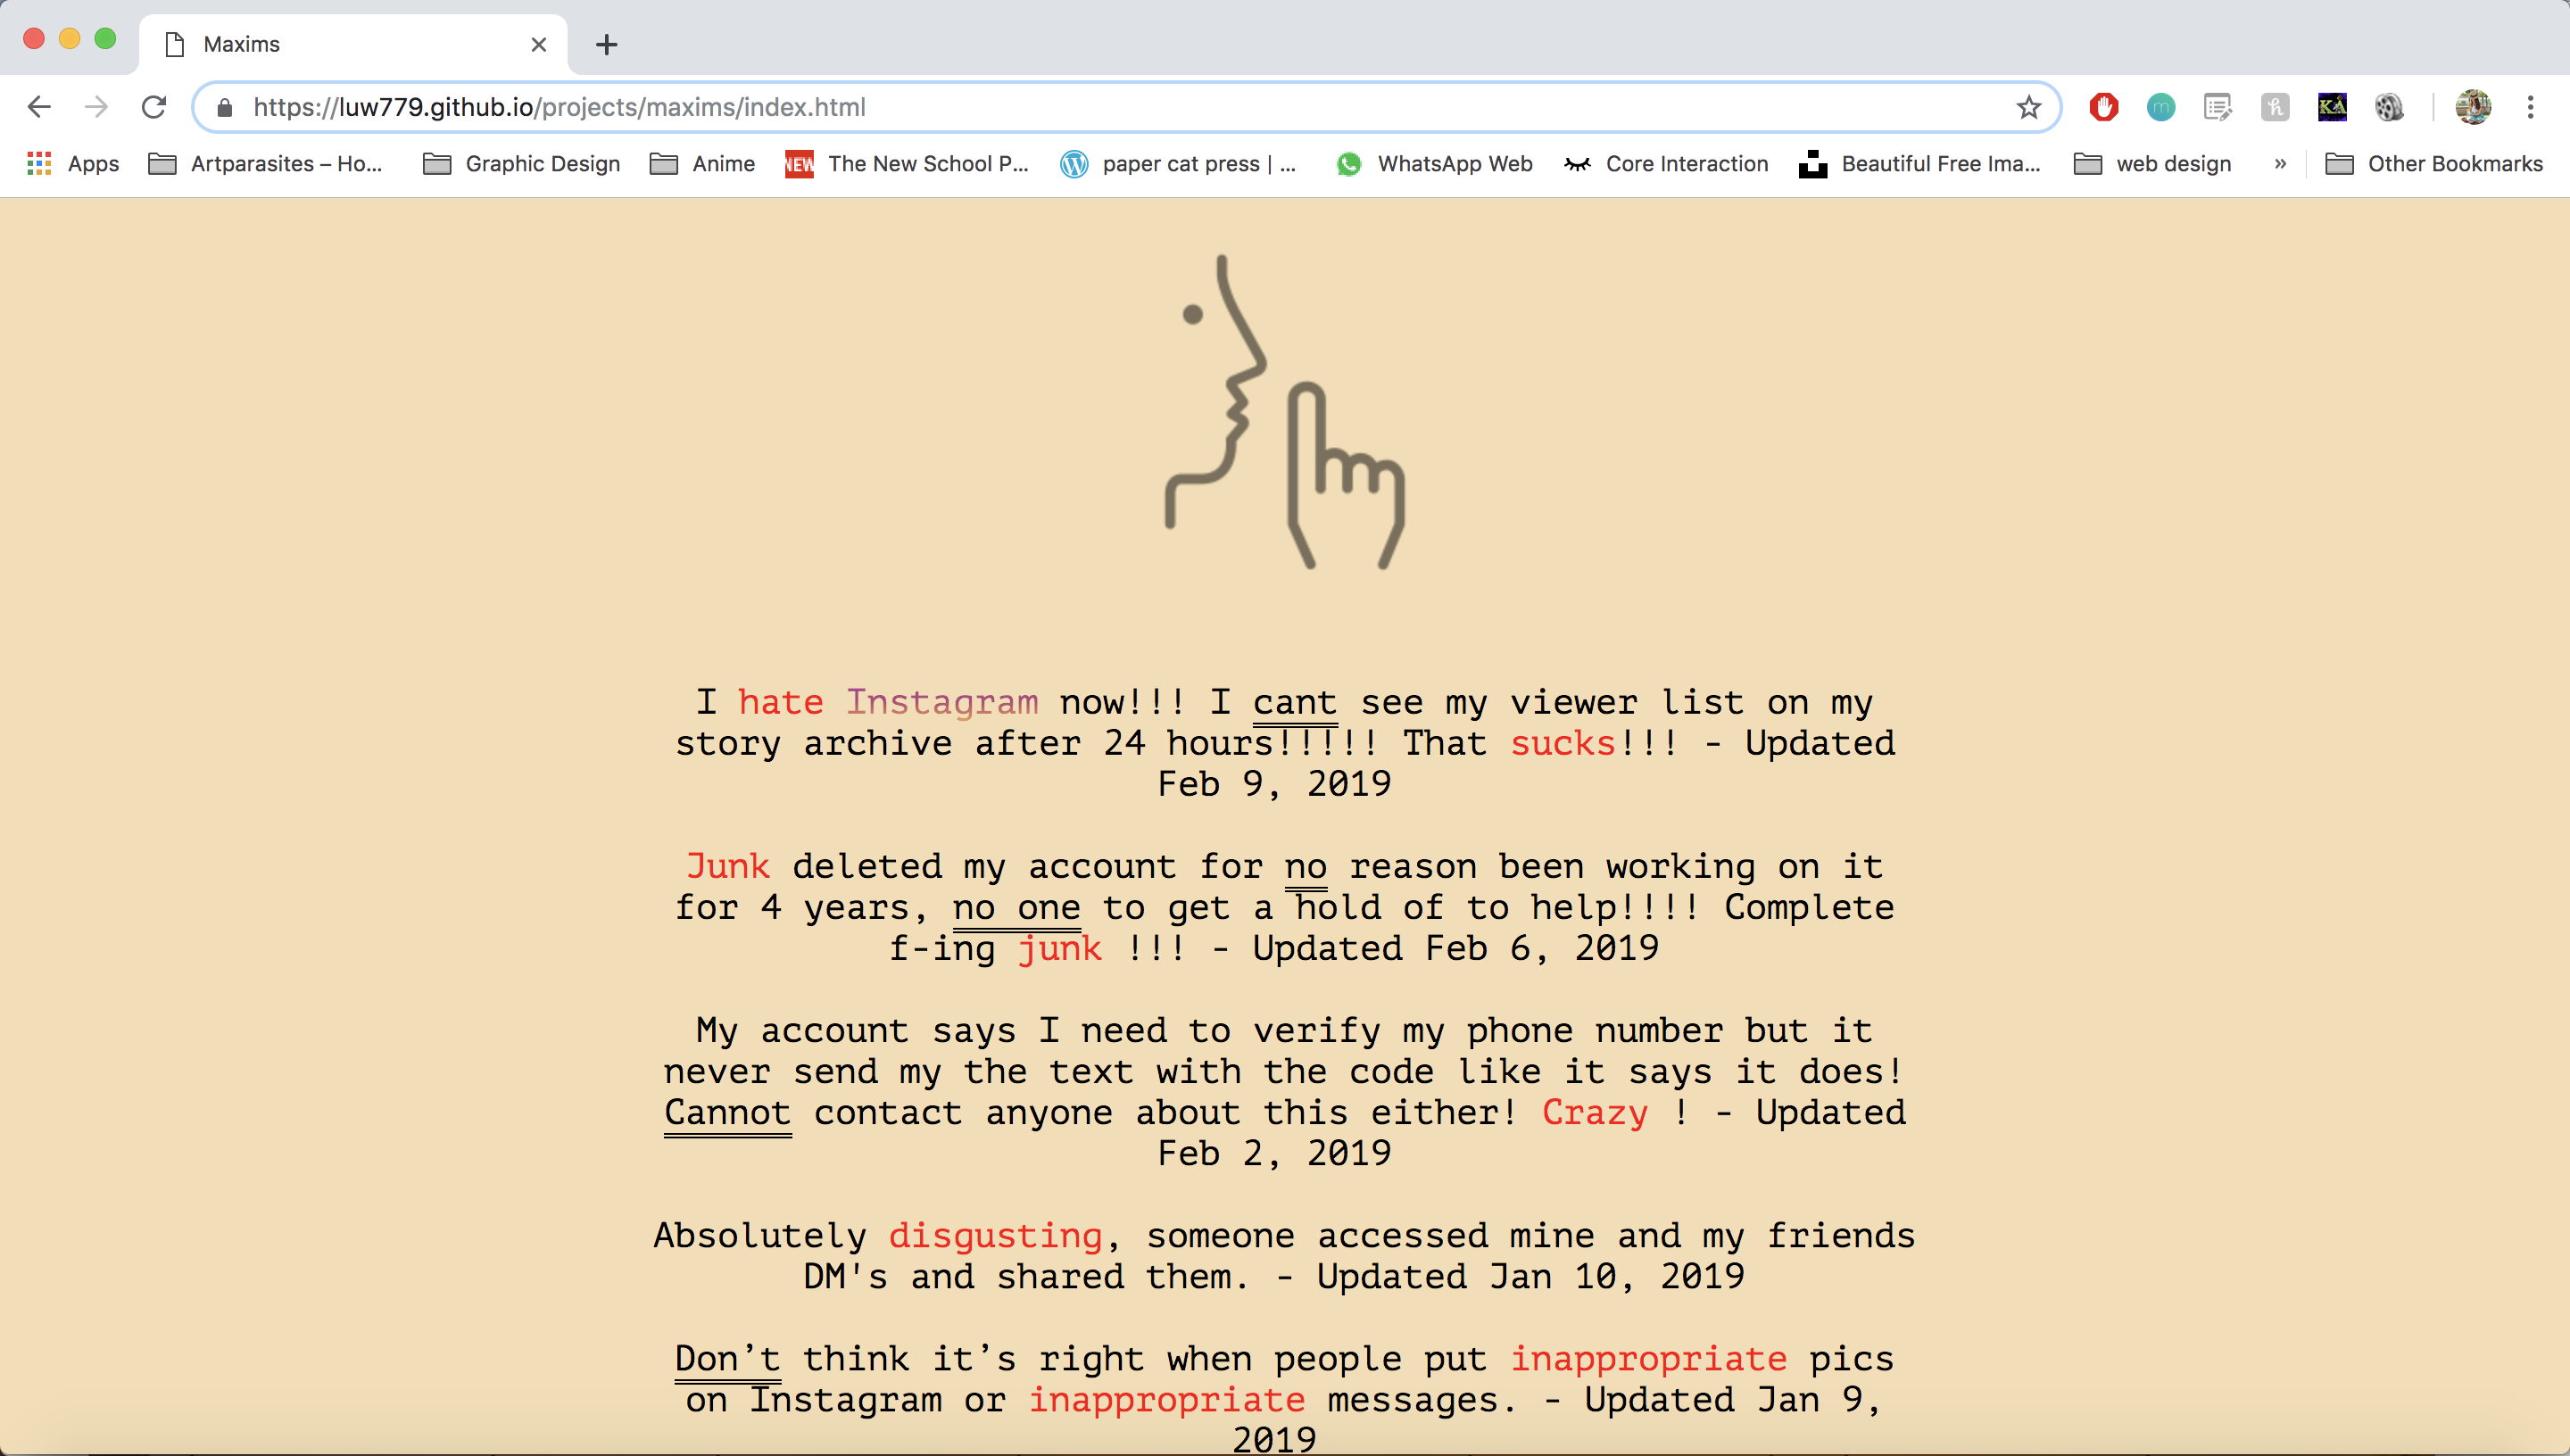 Maxims
https://luw779.github.io/projects/maxims/index.html
Apps Artparasites – Ho... Graphic Design Anime NEW The New School P... paper cat press | ... WhatsApp Web Core Interaction Beautiful Free Ima... web design » Other Bookmarks
I hate Instagram now!!! I cant see my viewer list on my
story archive after 24 hours!!!!! That sucks!!! - Updated
Feb 9, 2019
Junk deleted my account for no reason been working on it
for 4 years, no one to get a hold of to help!!!! Complete
f-ing junk !!! - Updated Feb 6, 2019
My account says I need to verify my phone number but it
never send my the text with the code like it says it does!
Cannot contact anyone about this either! Crazy ! - Updated
Feb 2, 2019
Absolutely disgusting, someone accessed mine and my friends
DM's and shared them. - Updated Jan 10, 2019
Don’t think it’s right when people put inappropriate pics
on Instagram or inappropriate messages. - Updated Jan 9,
2019